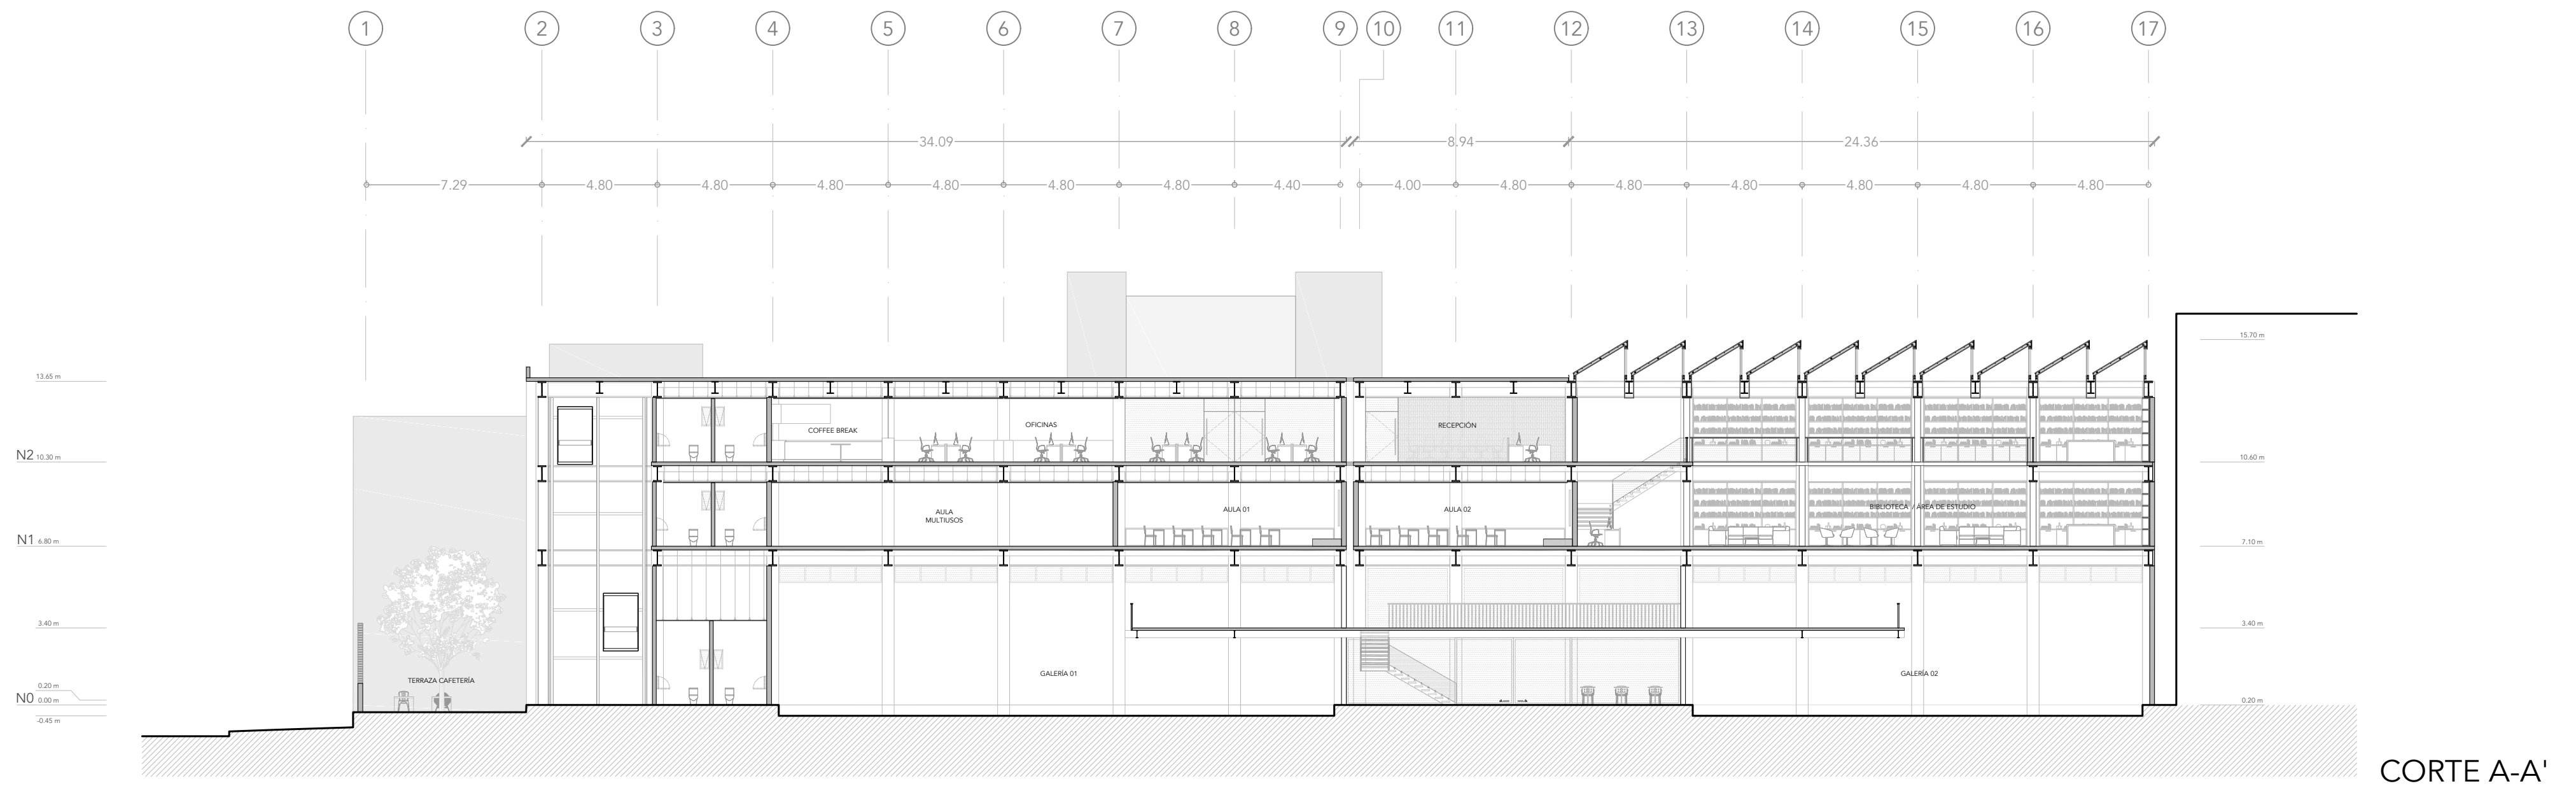 1 2 3 4 5 6 7 8 9 10 11 12 13 14 15 16 17
34.09 8.94 24.36
7.29 4.80 4.80 4.80 4.80 4.80 4.80 4.40 4.00 4.80 4.80 4.80 4.80 4.80 4.80
15.70 m
13.65 m
COFFEE BREAK
OFICINAS
RECEPCIÓN
N2 10.30 m
10.60 m
AULA
MULTIUSOS
AULA 01
AULA 02
BIBLIOTECA / ÁREA DE ESTUDIO
N1 6.80 m
7.10 m
3.40 m
3.40 m
TERRAZA CAFETERÍA
GALERÍA 01
GALERÍA 02
0.20 m
N0 0.00 m
0.20 m
-0.45 m
CORTE A-A'